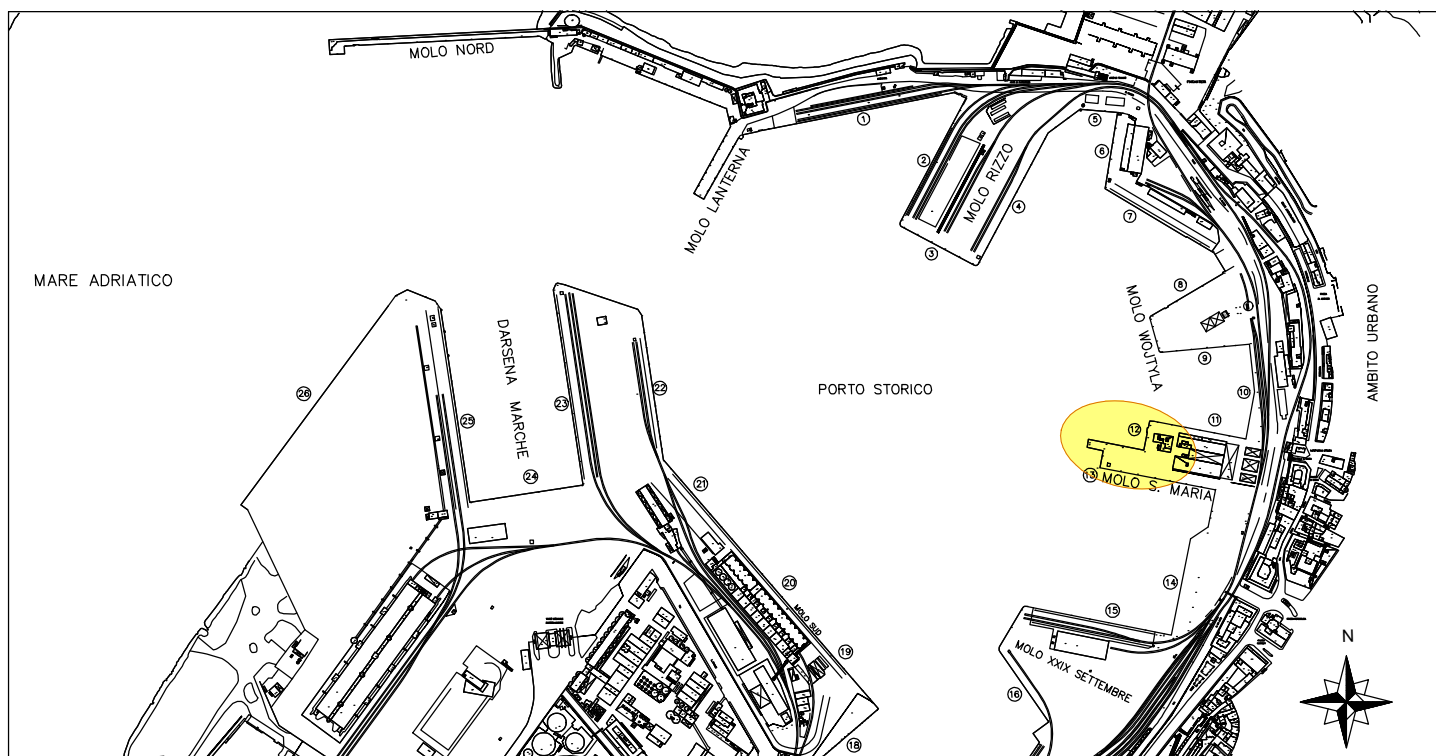 MOLO NORD
1
5
2
6
MOLO RIZZO
4
7
MOLO LANTERNA
3
MARE ADRIATICO
8
MOLO WOJTYLA
AMBITO URBANO
DARSENA MARCHE
9
26
25
23
22
PORTO STORICO
10
11
12
24
13
MOLO S. MARIA
21
20
14
15
MOLO SUD
19
MOLO XXIX SETTEMBRE
N
16
18